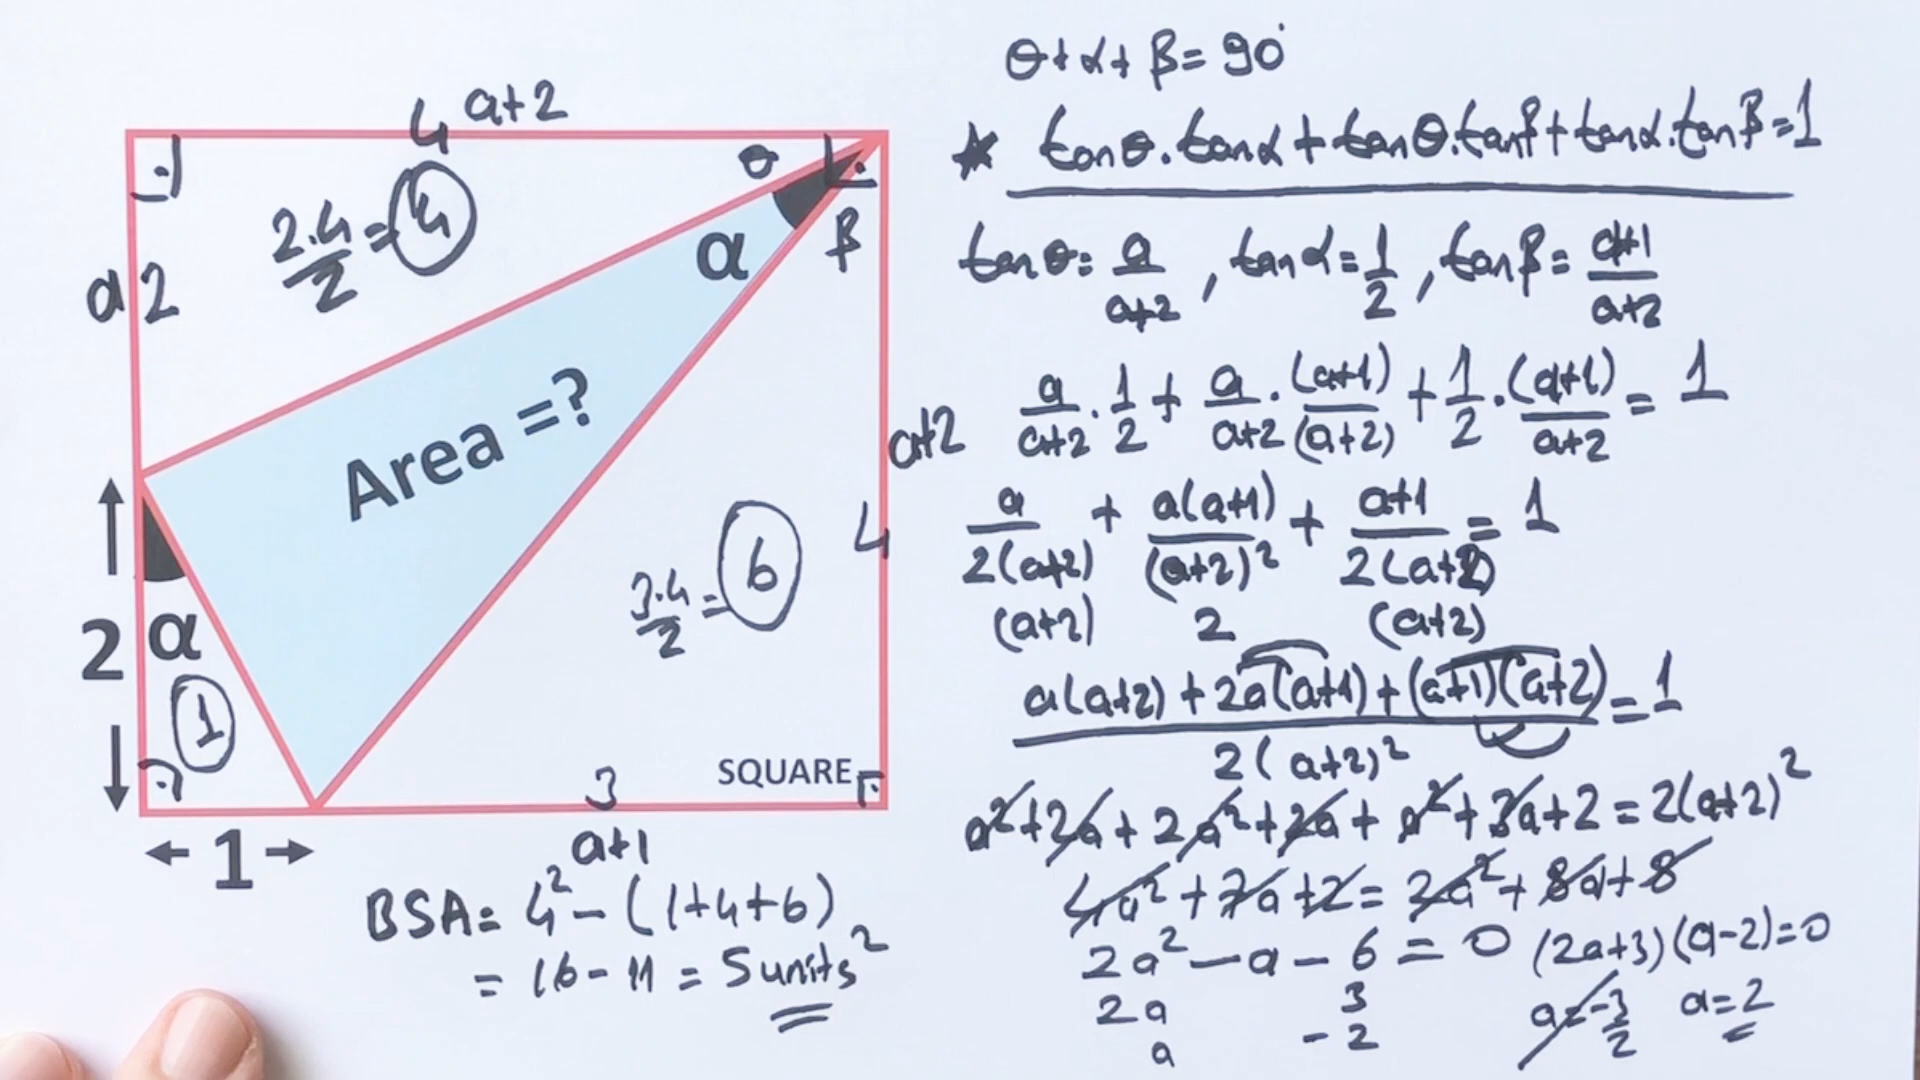 a+2
4
θ
α
β
2·4/2 = 4
a 2
Area =?
a+2
4
3·4/2 = 6
2
α
1
SQUARE
3
1
a+1
BSA = 4² - (1+4+6)
= 16 - 11 = 5 units²
θ + α + β = 90°
* tanθ.tanα + tanθ.tanβ + tanα.tanβ = 1
tanθ = a/(a+2) , tanα = 1/2 , tanβ = (a+1)/(a+2)
a/(a+2) · 1/2 + a/(a+2) · (a+1)/(a+2) + 1/2 · (a+1)/(a+2) = 1
a/2(a+2) + a(a+1)/(a+2)² + a+1/2(a+2) = 1
(a+2) 2 (a+2)
a(a+2) + 2a(a+1) + (a+1)(a+2) / 2(a+2)² = 1
a² + 2a + 2a² + 2a + a² + 3a + 2 = 2(a+2)²
4a² + 7a + 2 = 2a² + 8a + 8
2a² - a - 6 = 0 (2a+3)(a-2) = 0
2a 3
a -2
a = -3/2 a = 2